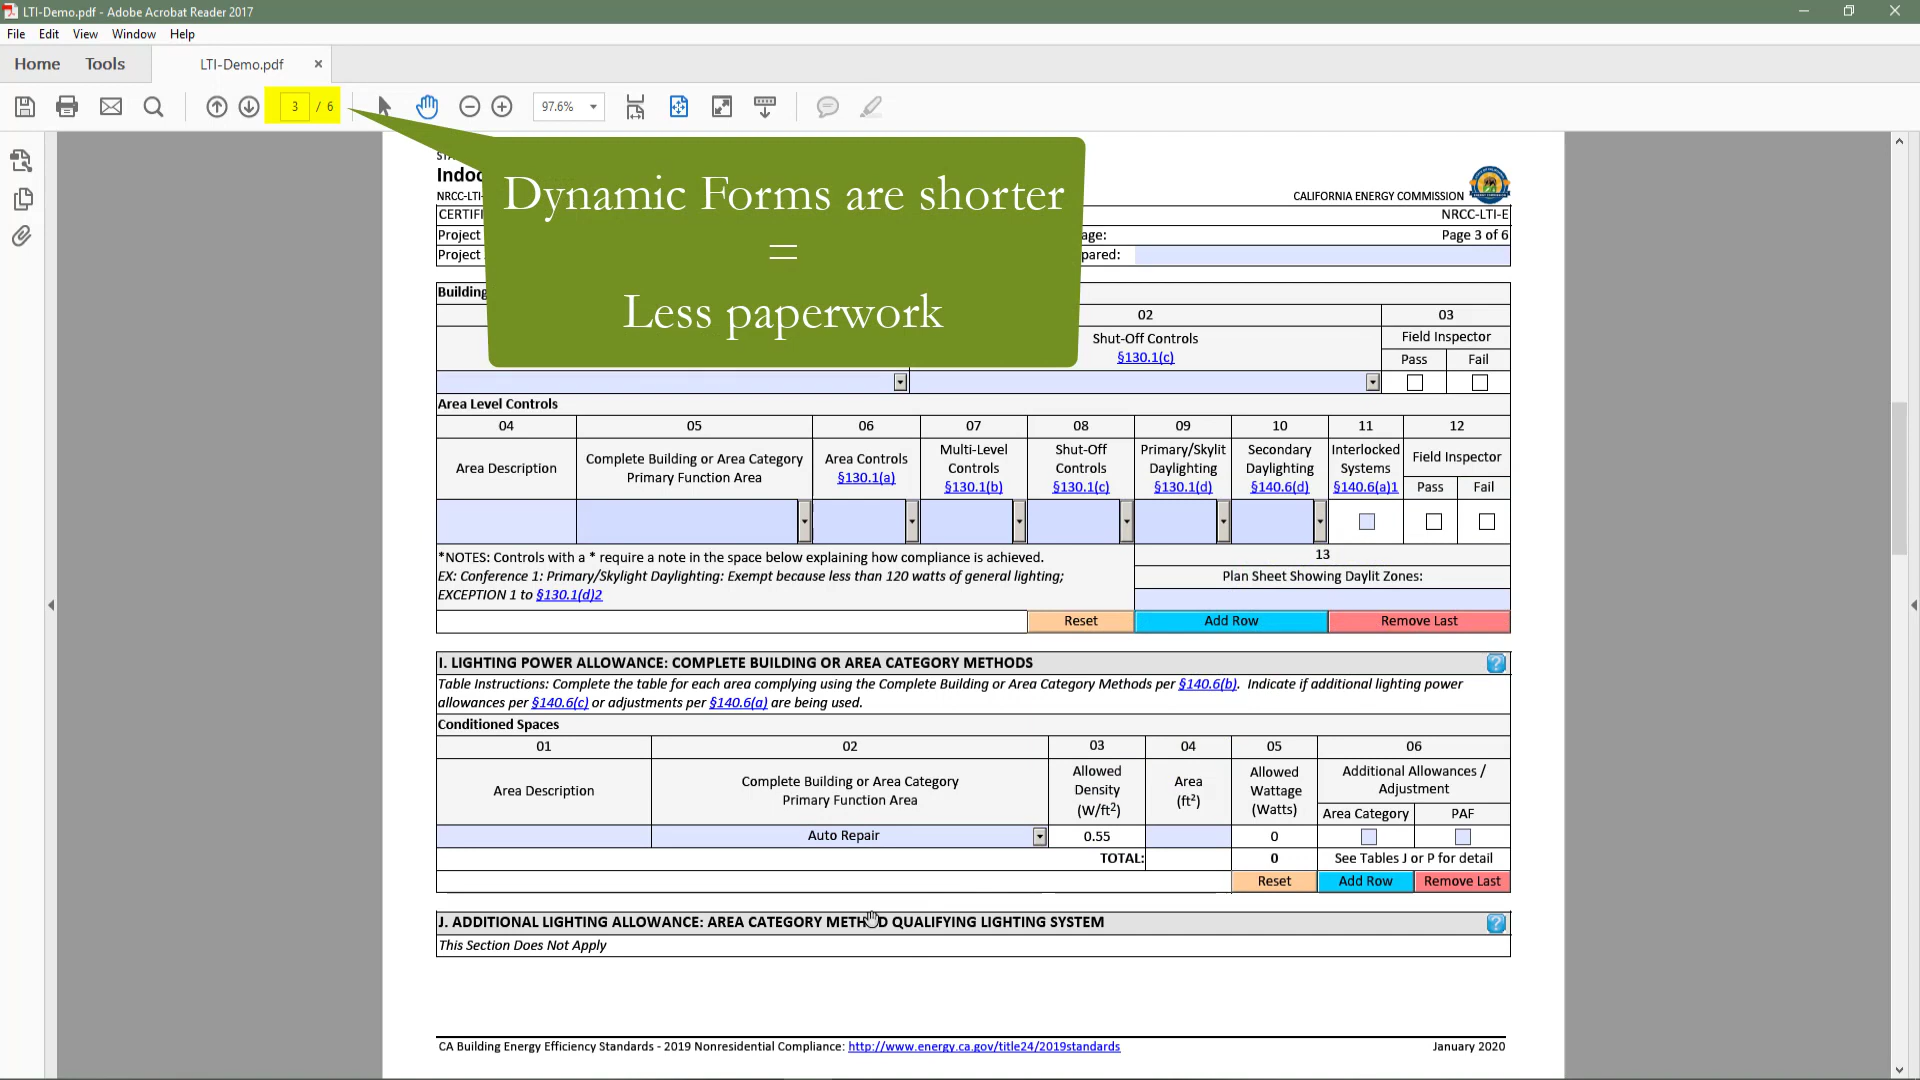 LTI-Demo.pdf - Adobe Acrobat Reader 2017
File Edit View Window Help
Home Tools LTI-Demo.pdf ×
3 / 6 97.6%
Dynamic Forms are shorter
=
Less paperwork
NRCC-LTI-
CALIFORNIA ENERGY COMMISSION
NRCC-LTI-E
Project
age:
Page 3 of 6
Project
pared:
Building
02 03
Shut-Off Controls
§130.1(c)
Field Inspector
Pass Fail
Area Level Controls
04 05 06 07 08 09 10 11 12
Area Description
Complete Building or Area Category
Primary Function Area
Area Controls
§130.1(a)
Multi-Level
Controls
§130.1(b)
Shut-Off
Controls
§130.1(c)
Primary/Skylit
Daylighting
§130.1(d)
Secondary
Daylighting
§140.6(d)
Interlocked
Systems
§140.6(a)1
Field Inspector
Pass Fail
*NOTES: Controls with a * require a note in the space below explaining how compliance is achieved.
EX: Conference 1: Primary/Skylight Daylighting: Exempt because less than 120 watts of general lighting;
EXCEPTION 1 to §130.1(d)2
13
Plan Sheet Showing Daylit Zones:
Reset Add Row Remove Last
I. LIGHTING POWER ALLOWANCE: COMPLETE BUILDING OR AREA CATEGORY METHODS ?
Table Instructions: Complete the table for each area complying using the Complete Building or Area Category Methods per §140.6(b). Indicate if additional lighting power
allowances per §140.6(c) or adjustments per §140.6(a) are being used.
Conditioned Spaces
01 02 03 04 05 06
Area Description
Complete Building or Area Category
Primary Function Area
Allowed
Density
(W/ft²)
Area
(ft²)
Allowed
Wattage
(Watts)
Additional Allowances /
Adjustment
Area Category PAF
Auto Repair 0.55 0
TOTAL: 0 See Tables J or P for detail
Reset Add Row Remove Last
J. ADDITIONAL LIGHTING ALLOWANCE: AREA CATEGORY METHOD QUALIFYING LIGHTING SYSTEM ?
This Section Does Not Apply
CA Building Energy Efficiency Standards - 2019 Nonresidential Compliance: http://www.energy.ca.gov/title24/2019standards January 2020